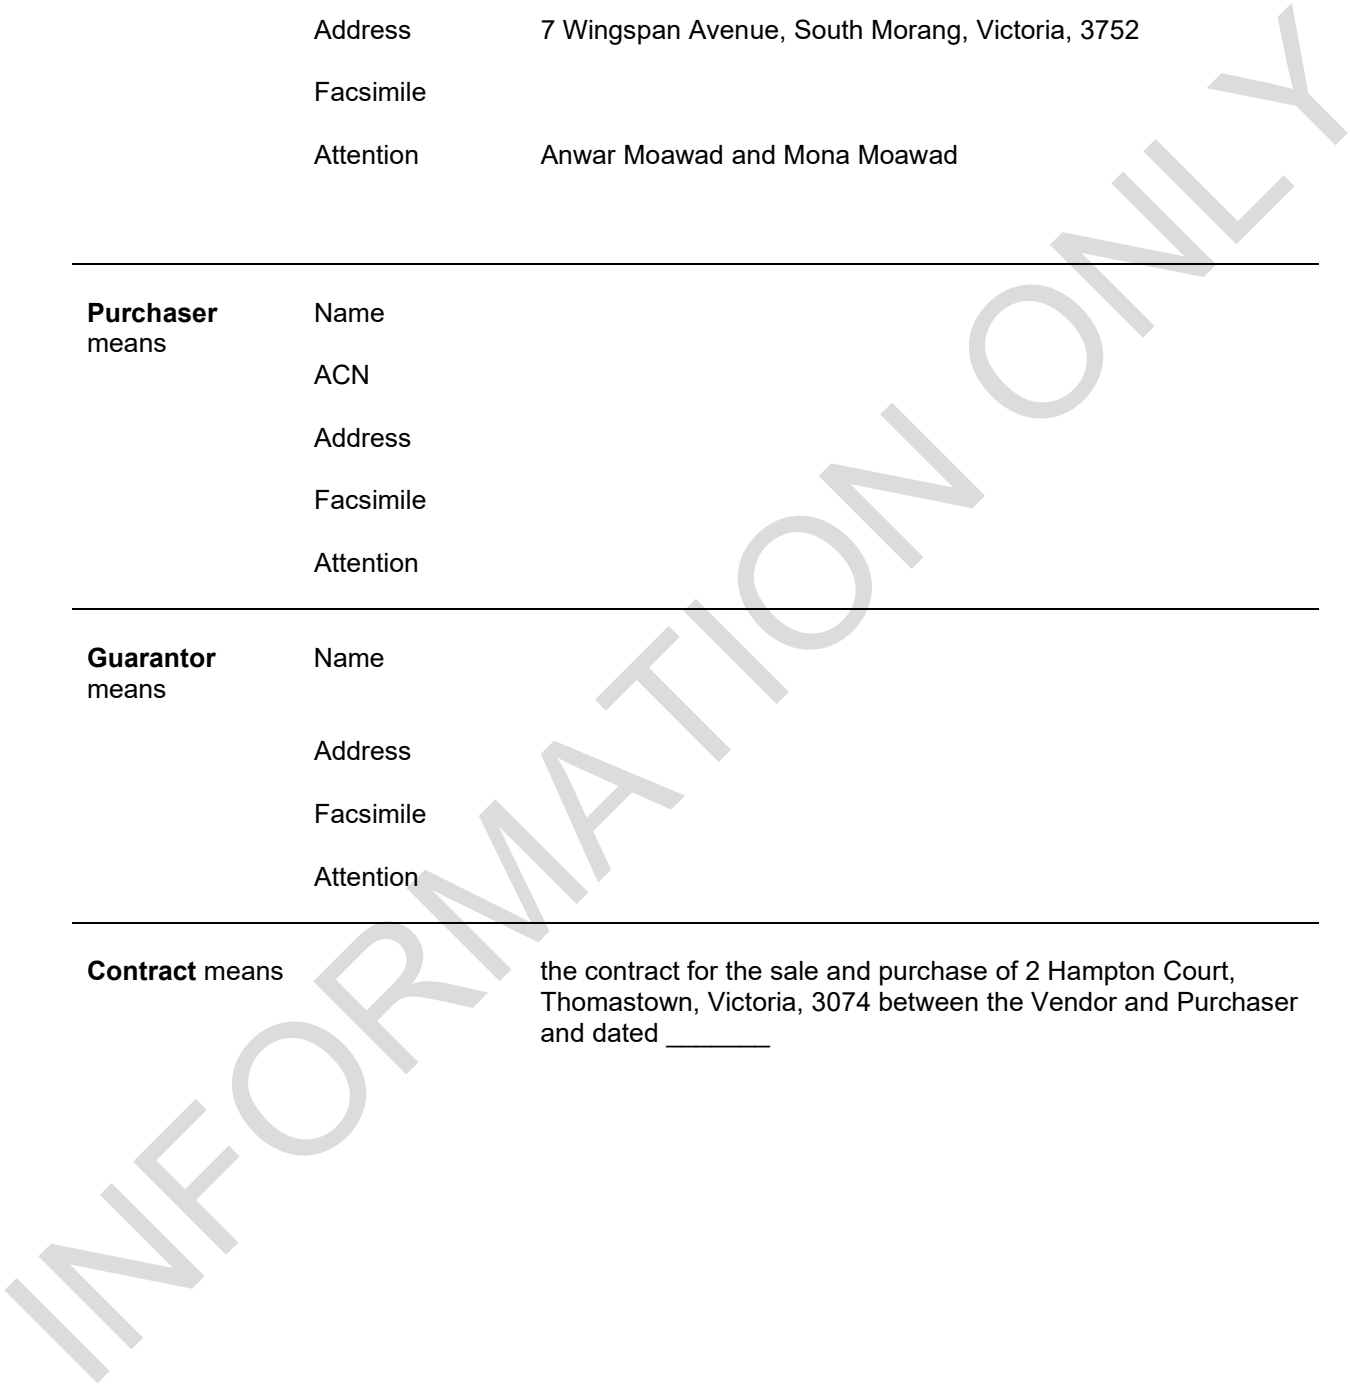 Address 7 Wingspan Avenue, South Morang, Victoria, 3752
Facsimile
Attention Anwar Moawad and Mona Moawad
Purchaser Name
means
ACN
Address
Facsimile
Attention
Guarantor Name
means
Address
Facsimile
Attention
Contract means the contract for the sale and purchase of 2 Hampton Court,
Thomastown, Victoria, 3074 between the Vendor and Purchaser
and dated _______
INFORMATION ONLY